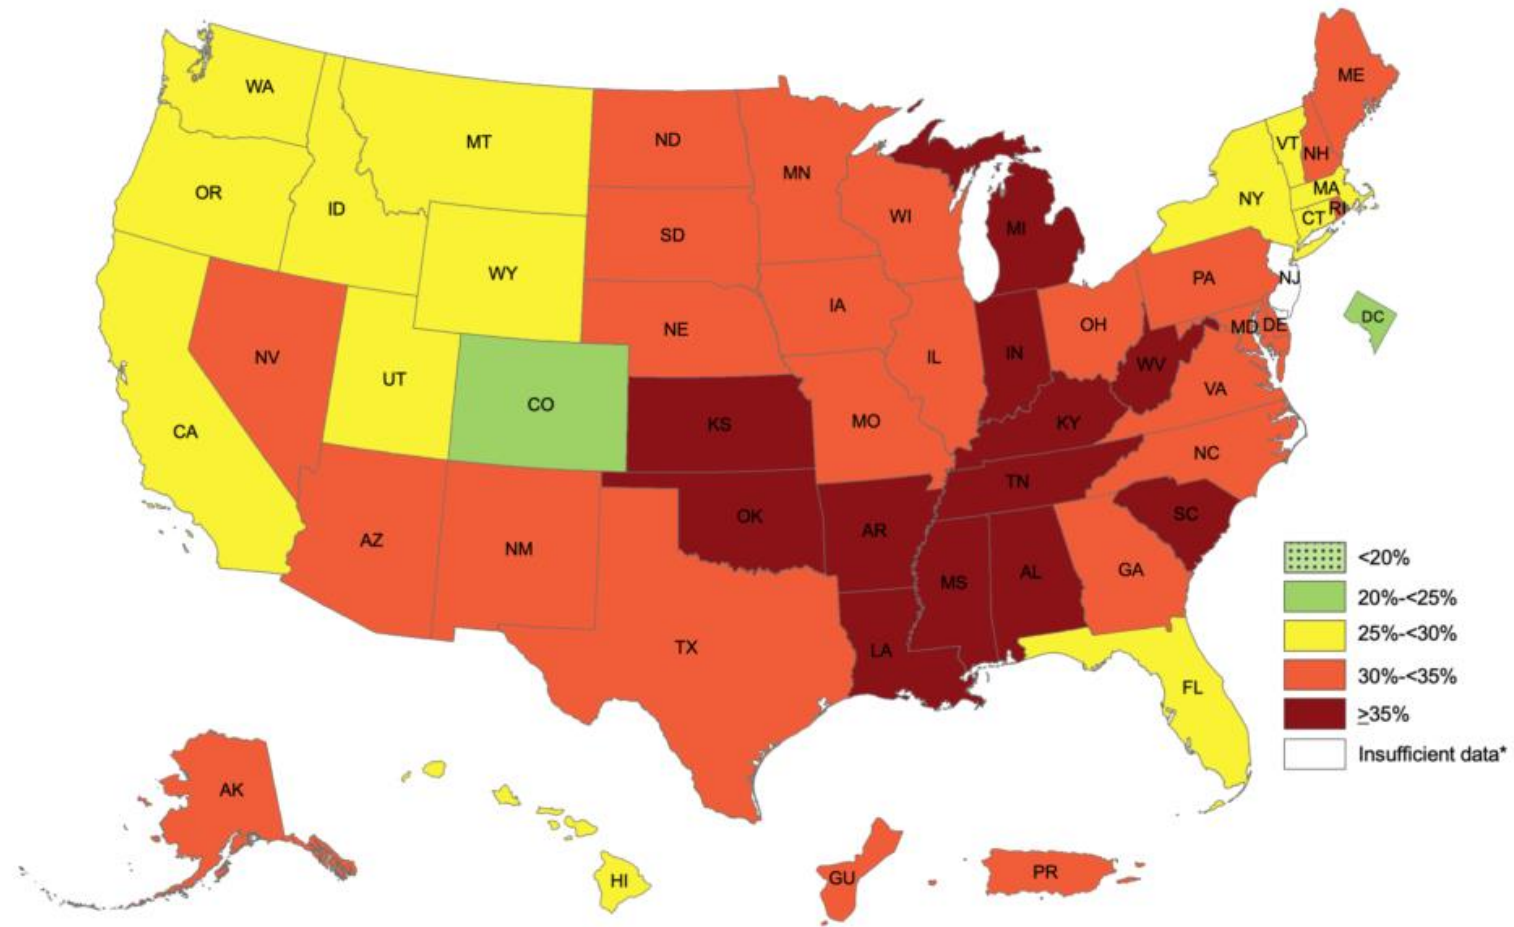 WA
MT
ND
MN
ME
VT
NH
OR
ID
SD
WI
MI
NY
MA
CT
RI
WY
NE
IA
PA
NJ
NV
UT
CO
KS
MO
IL
IN
OH
WV
MD
DE
DC
VA
CA
KY
NC
AZ
NM
OK
AR
TN
SC
MS
AL
GA
TX
LA
FL
AK
HI
GU
PR
<20%
20%-<25%
25%-<30%
30%-<35%
≥35%
Insufficient data*